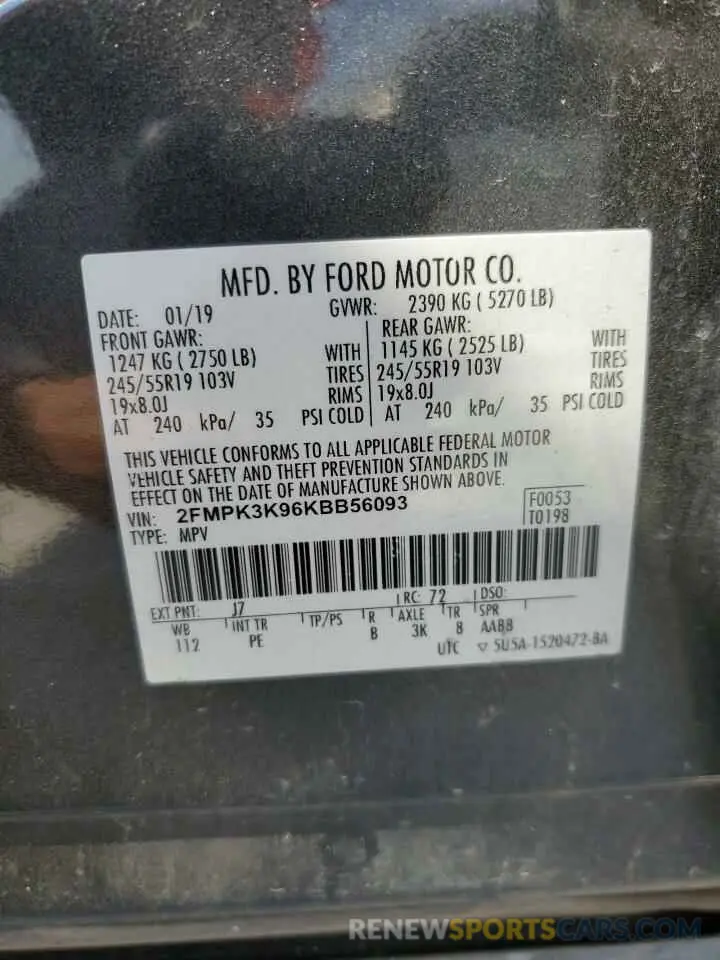 MFD. BY FORD MOTOR CO.
DATE: 01/19 GVWR: 2390 KG ( 5270 LB)
FRONT GAWR: REAR GAWR:
1247 KG ( 2750 LB) WITH 1145 KG ( 2525 LB) WITH
245/55R19 103V TIRES 245/55R19 103V TIRES
19x8.0J RIMS 19x8.0J RIMS
AT 240 kPa/ 35 PSI COLD AT 240 kPa/ 35 PSI COLD
THIS VEHICLE CONFORMS TO ALL APPLICABLE FEDERAL MOTOR
VEHICLE SAFETY AND THEFT PREVENTION STANDARDS IN
EFFECT ON THE DATE OF MANUFACTURE SHOWN ABOVE.
VIN: 2FMPK3K96KBB56093 F0053
TYPE: MPV T0198
EXT PNT: J7 RC: 72 DSO:
WB INT TR TP/PS R AXLE TR SPR
112 PE B 3K 8 AABB
UTC ▽ 5U5A-1520472-BA
RENEWSPORTSCARS.COM